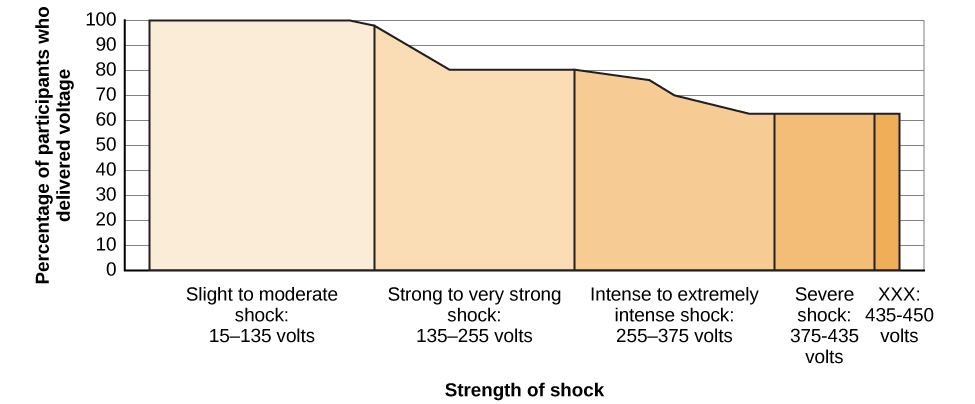 Percentage of participants who
delivered voltage
100
90
80
70
60
50
40
30
20
10
0
Slight to moderate
shock:
15–135 volts
Strong to very strong
shock:
135–255 volts
Intense to extremely
intense shock:
255–375 volts
Severe
shock:
375-435
volts
XXX:
435-450
volts
Strength of shock